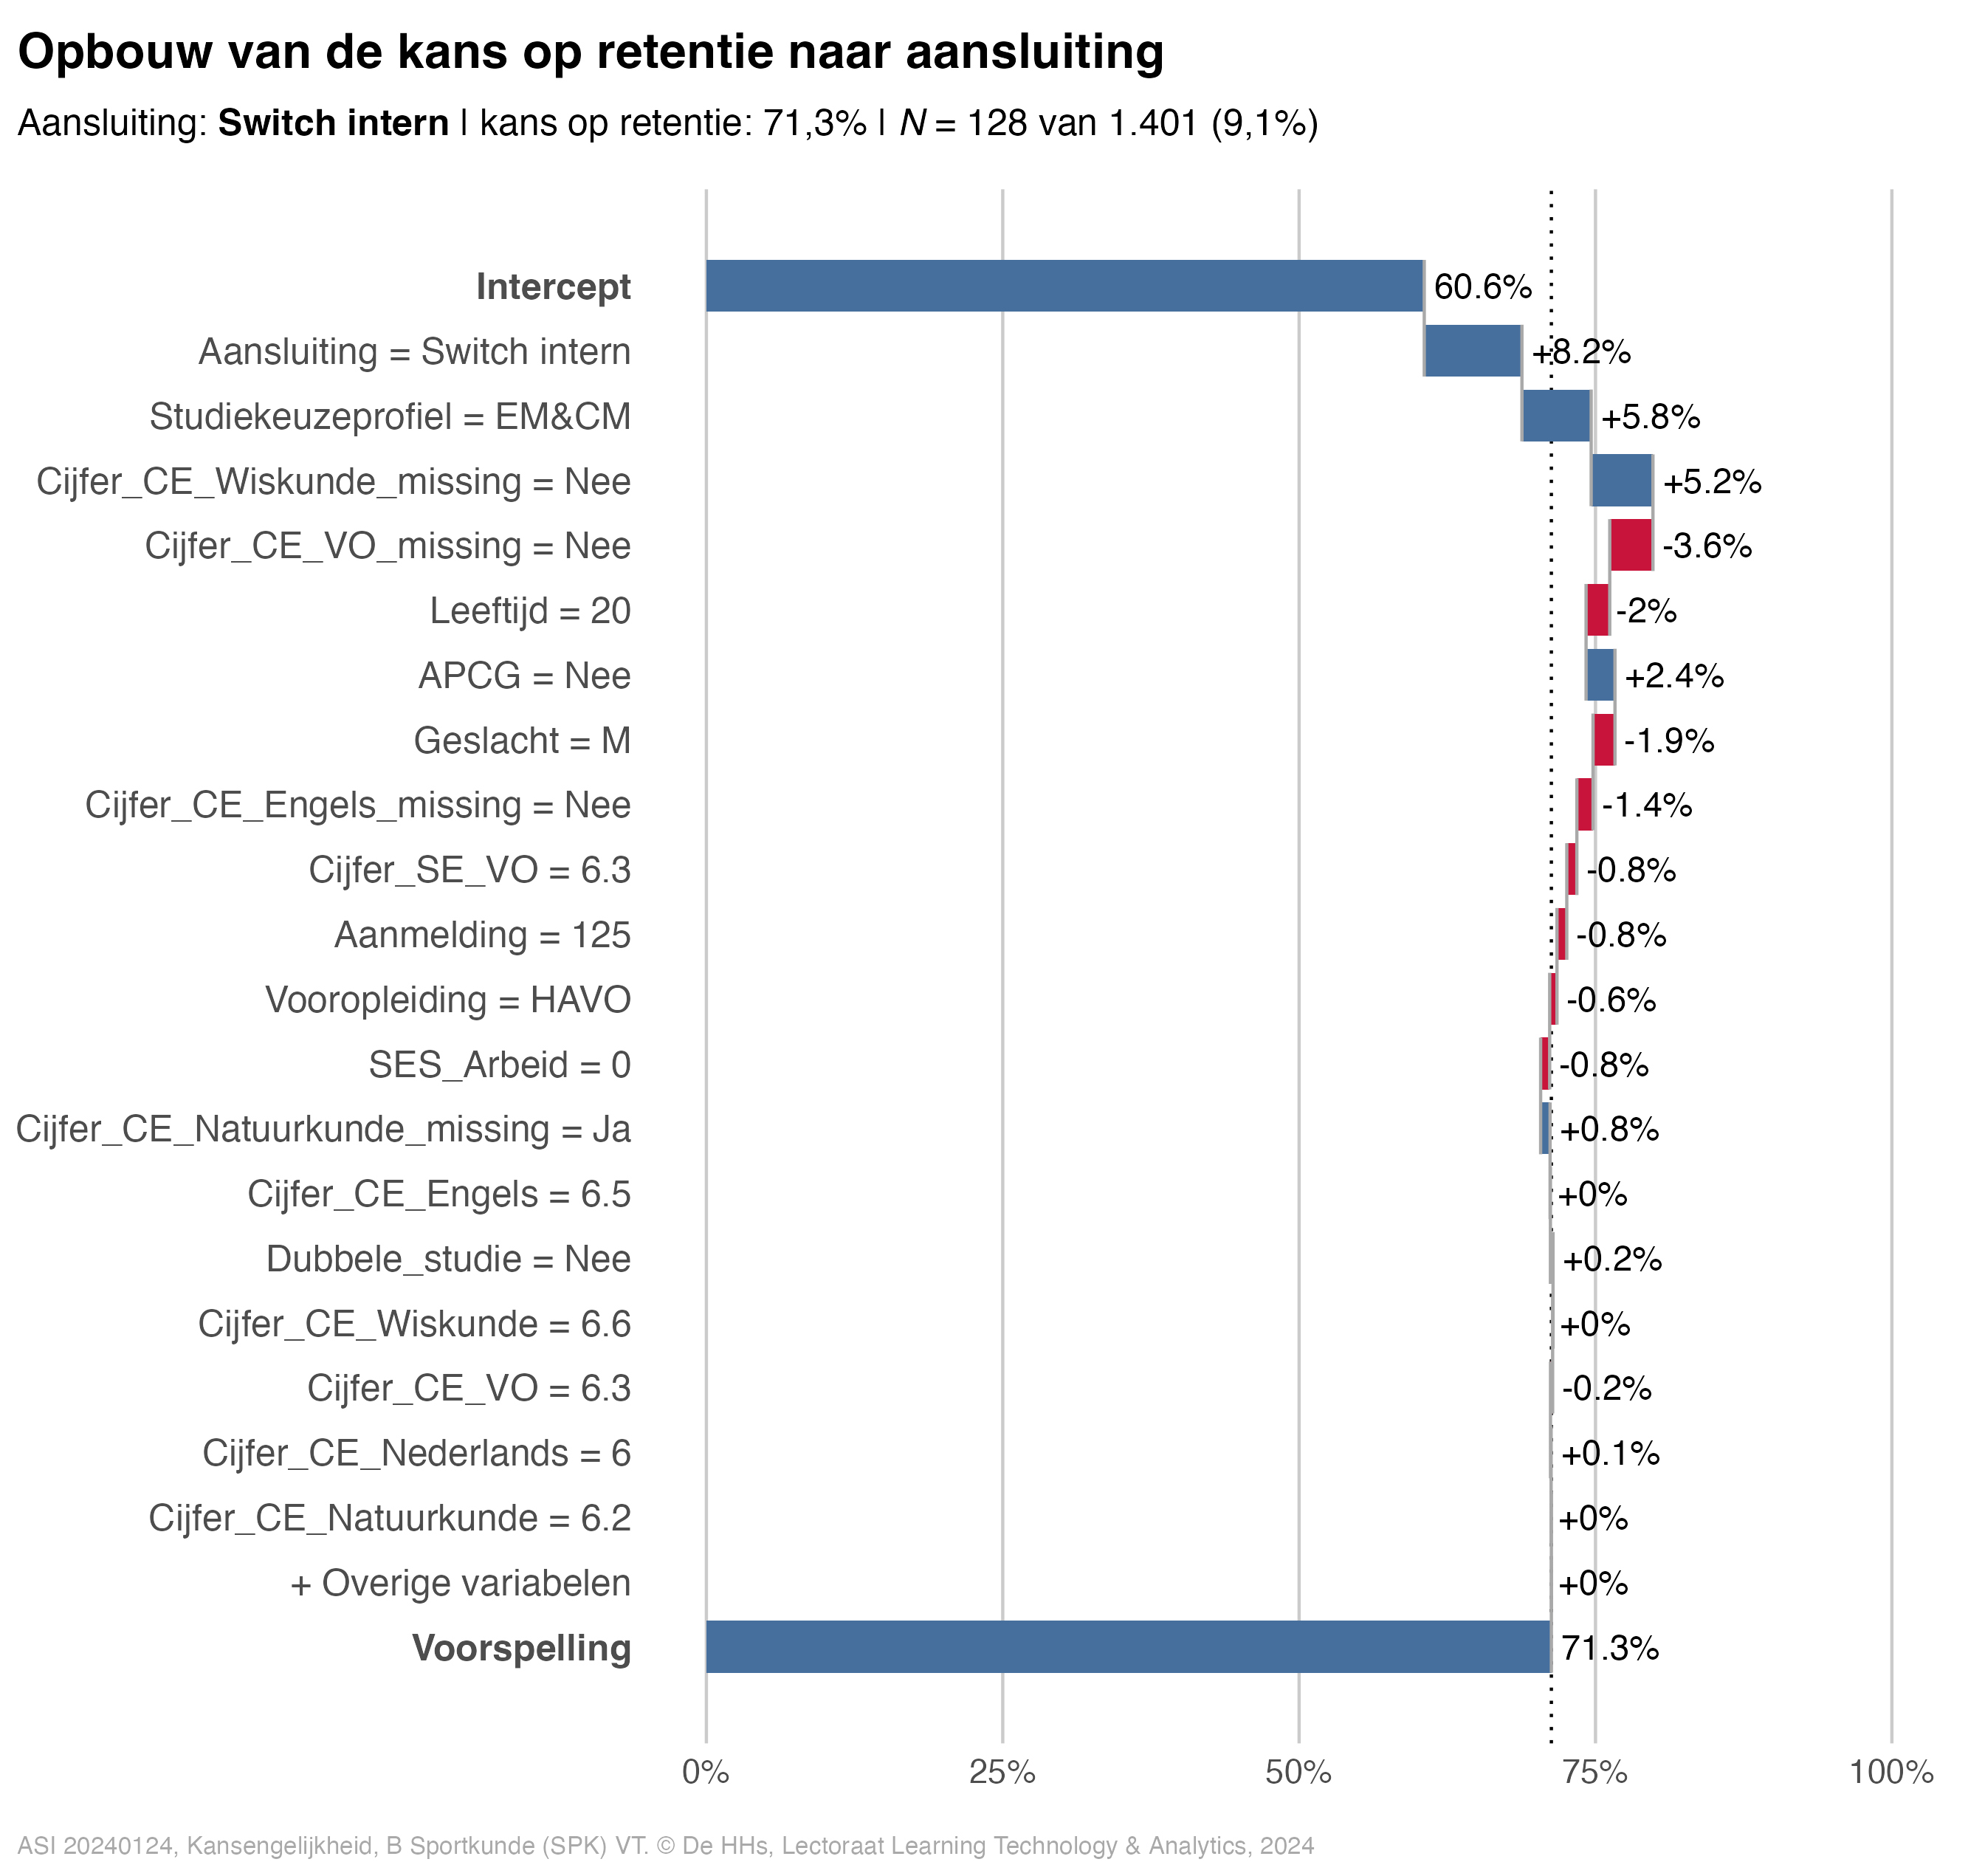 Opbouw van de kans op retentie naar aansluiting
Aansluiting: Switch intern | kans op retentie: 71,3% | N = 128 van 1.401 (9,1%)
Intercept 60.6%
Aansluiting = Switch intern +8.2%
Studiekeuzeprofiel = EM&CM +5.8%
Cijfer_CE_Wiskunde_missing = Nee +5.2%
Cijfer_CE_VO_missing = Nee -3.6%
Leeftijd = 20 -2%
APCG = Nee +2.4%
Geslacht = M -1.9%
Cijfer_CE_Engels_missing = Nee -1.4%
Cijfer_SE_VO = 6.3 -0.8%
Aanmelding = 125 -0.8%
Vooropleiding = HAVO -0.6%
SES_Arbeid = 0 -0.8%
Cijfer_CE_Natuurkunde_missing = Ja +0.8%
Cijfer_CE_Engels = 6.5 +0%
Dubbele_studie = Nee +0.2%
Cijfer_CE_Wiskunde = 6.6 +0%
Cijfer_CE_VO = 6.3 -0.2%
Cijfer_CE_Nederlands = 6 +0.1%
Cijfer_CE_Natuurkunde = 6.2 +0%
+ Overige variabelen +0%
Voorspelling 71.3%
0% 25% 50% 75% 100%
ASI 20240124, Kansengelijkheid, B Sportkunde (SPK) VT. © De HHs, Lectoraat Learning Technology & Analytics, 2024